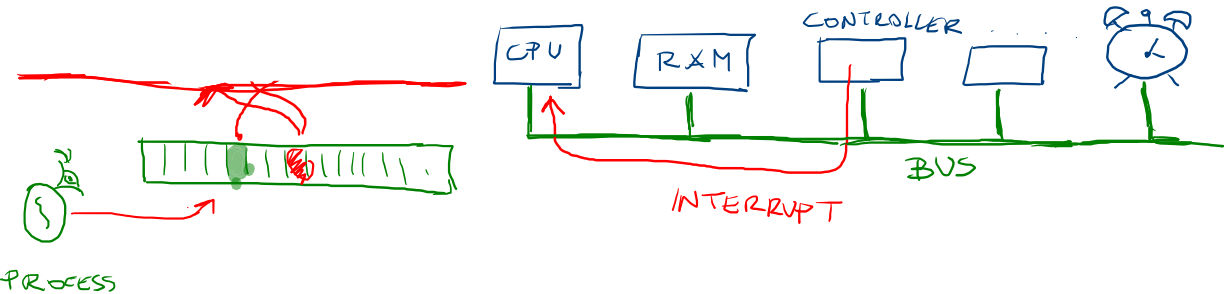 CONTROLLER
CPU
RAM
BUS
INTERRUPT
PROCESS